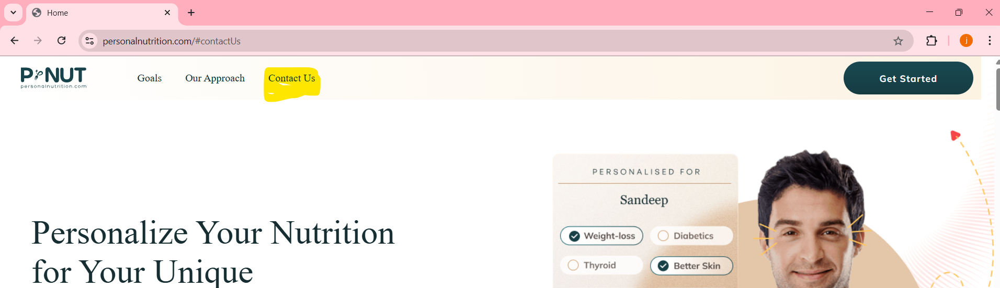 Home
personalnutrition.com/#contactUs
j
PiNUT
personalnutrition.com
Goals
Our Approach
Contact Us
Get Started
PERSONALISED FOR
Sandeep
Weight-loss
Diabetics
Thyroid
Better Skin
Personalize Your Nutrition
for Your Unique